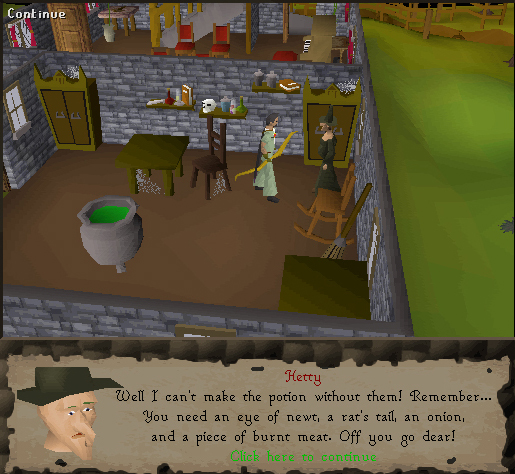 Continue
Hetty
Well I can't make the potion without them! Remember...
You need an eye of newt, a rat's tail, an onion,
and a piece of burnt meat. Off you go dear!
Click here to continue